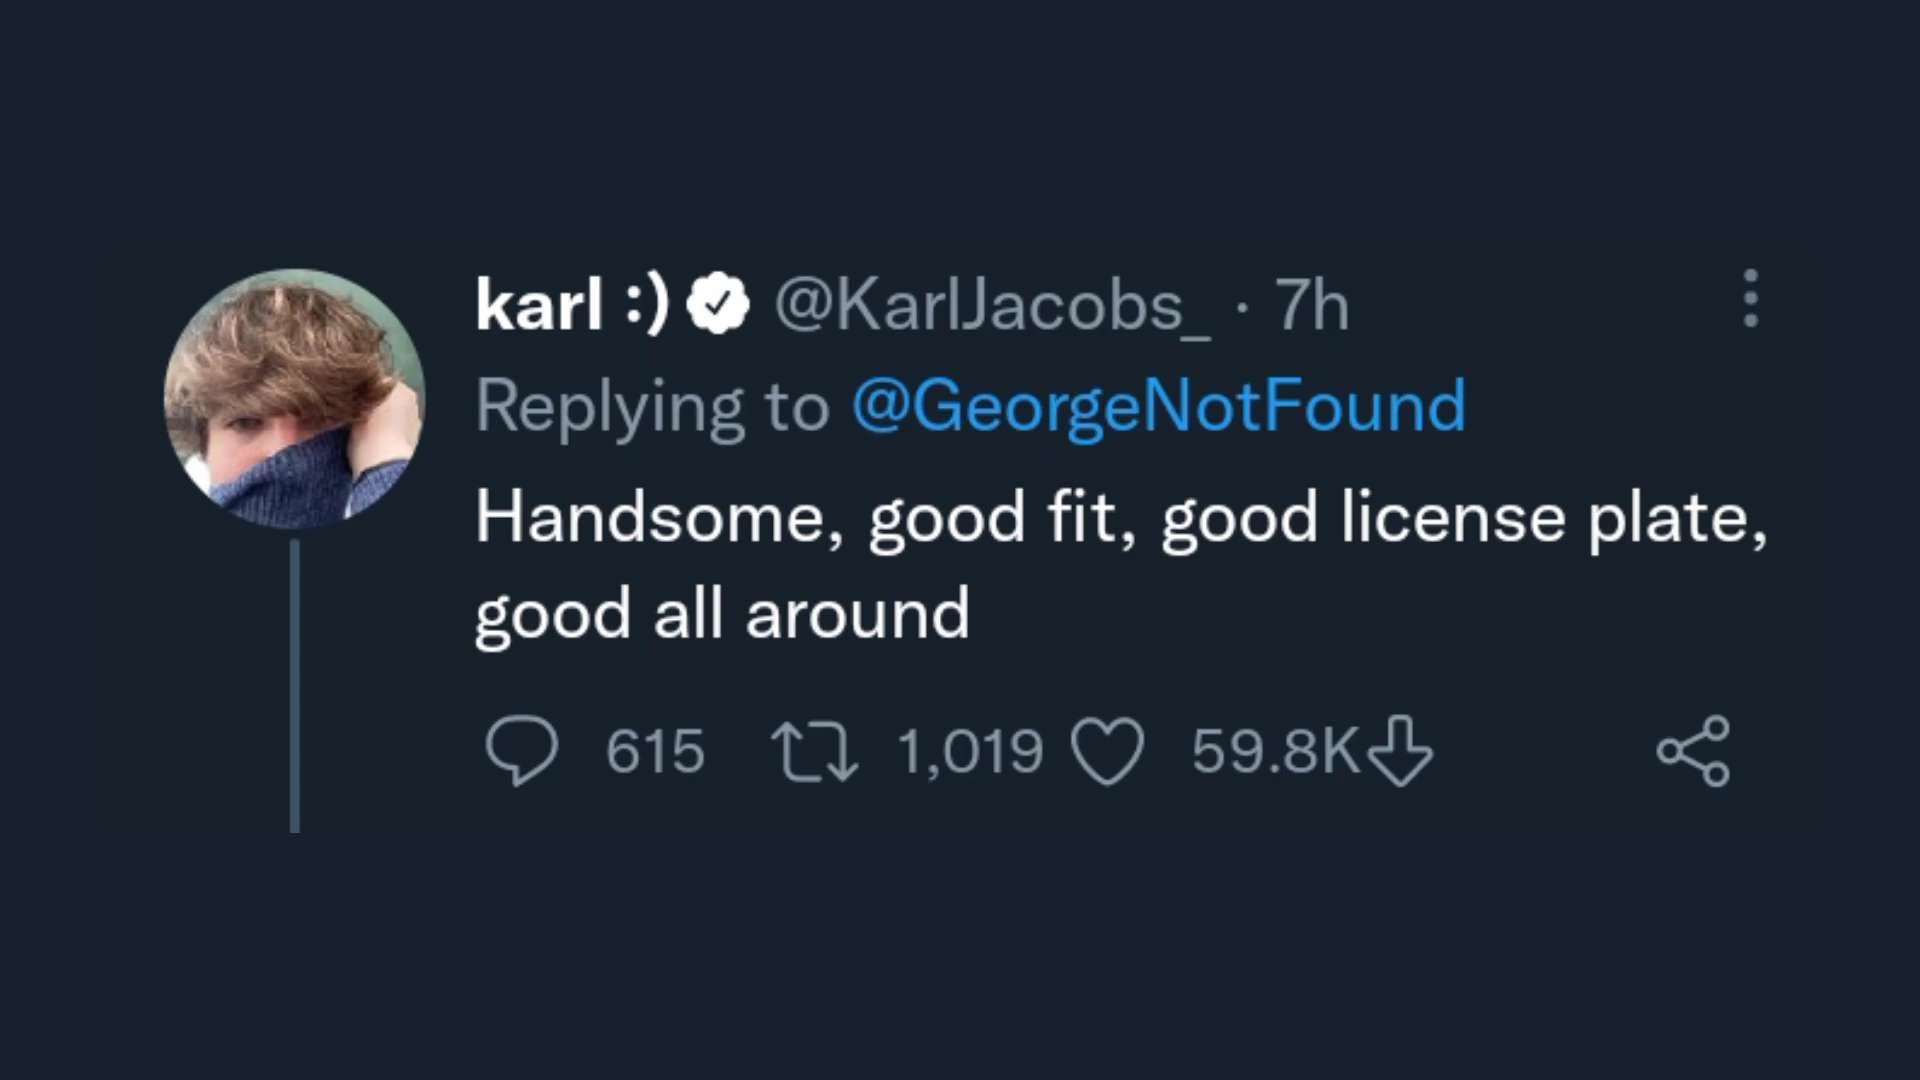 karl :) @KarlJacobs_ · 7h
Replying to @GeorgeNotFound
Handsome, good fit, good license plate,
good all around
615 1,019 59.8K